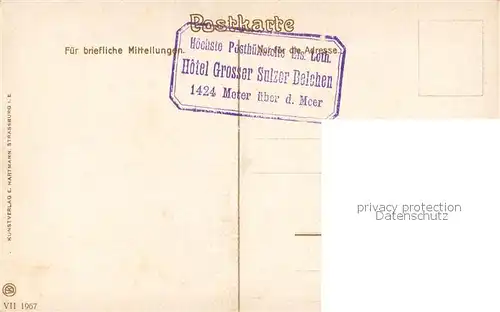 Postkarte
Für briefliche Mitteilungen.
Nur für die Adresse.
Höchste Posthülfstelle Els. Loth.
Hôtel Grosser Sulzer Belchen
1424 Meter über d. Meer
KUNSTVERLAG E. HARTMANN, STRASSBURG I. E.
privacy protection
Datenschutz
VII 1967